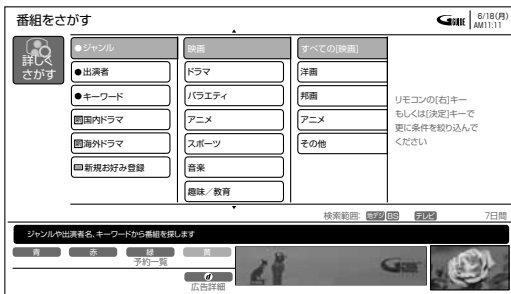 番組をさがす
G GUIDE
6/18(月)
AM11:11
詳しく
さがす
●ジャンル
●出演者
●キーワード
国内ドラマ
海外ドラマ
新規お好み登録
映画
ドラマ
バラエティ
アニメ
スポーツ
音楽
趣味／教育
すべての[映画]
洋画
邦画
アニメ
その他
リモコンの[右]キー
もしくは[決定]キーで
更に条件を絞り込んで
ください
検索範囲: 地デジ BS テレビ 7日間
ジャンルや出演者名、キーワードから番組を探します
青 赤 緑 黄
予約一覧
d
広告詳細
G GUIDE